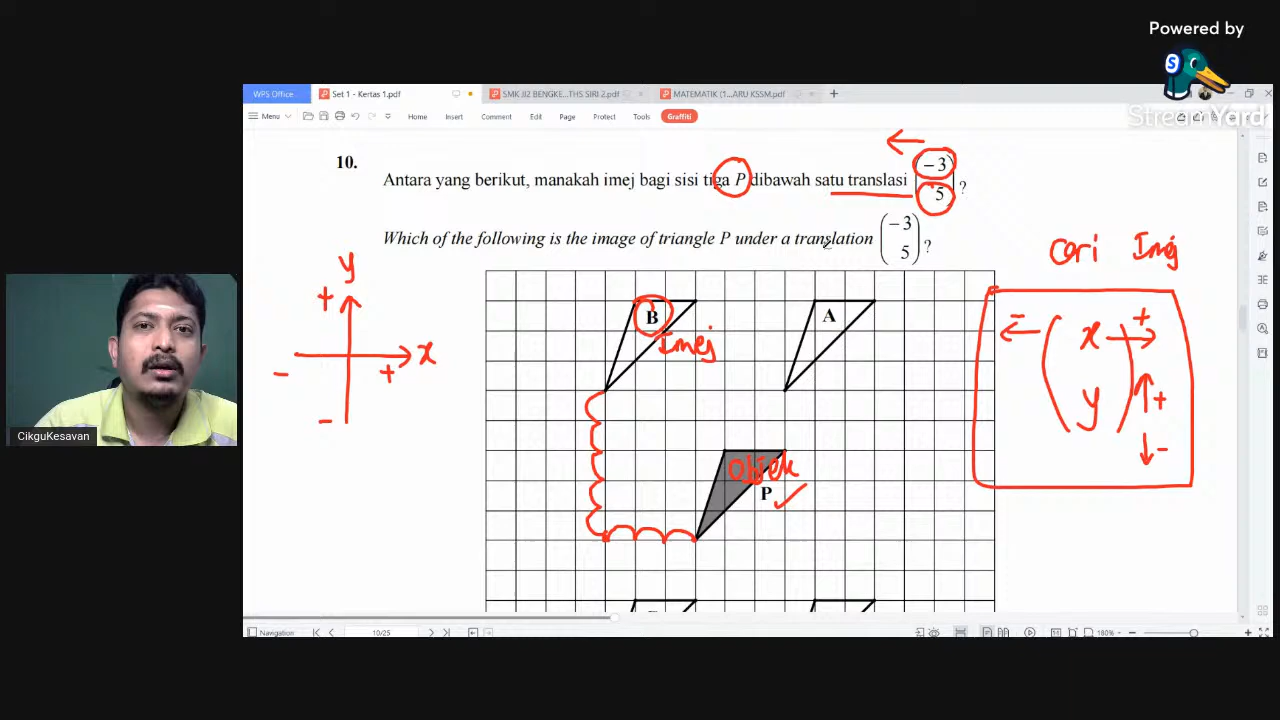 Powered by
S
StreamYard
WPS Office
Set 1 - Kertas 1.pdf
SMK JI2 BENGKE...THS SIRI 2.pdf
MATEMATIK (1...ARU KSSM.pdf
Menu
Home
Insert
Comment
Edit
Page
Protect
Tools
Graffiti
10.
Antara yang berikut, manakah imej bagi sisi tiga P dibawah satu translasi (−3 5) ?
Which of the following is the image of triangle P under a translation (−3 5) ?
Cari Imej
− ( x + 
y ) +
−
y
+
x
− +
−
B
Imej
A
Objek
P
CikguKesavan
Navigation
10/25
180%